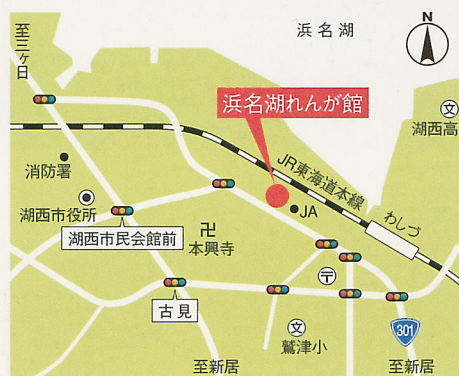 至三ヶ日
浜名湖
N
浜名湖れんが館
文
湖西高
消防署
JR東海道本線
湖西市役所
JA
わしづ
湖西市民会館前
卍
本興寺
〒
古見
文
鷲津小
301
至新居
至新居